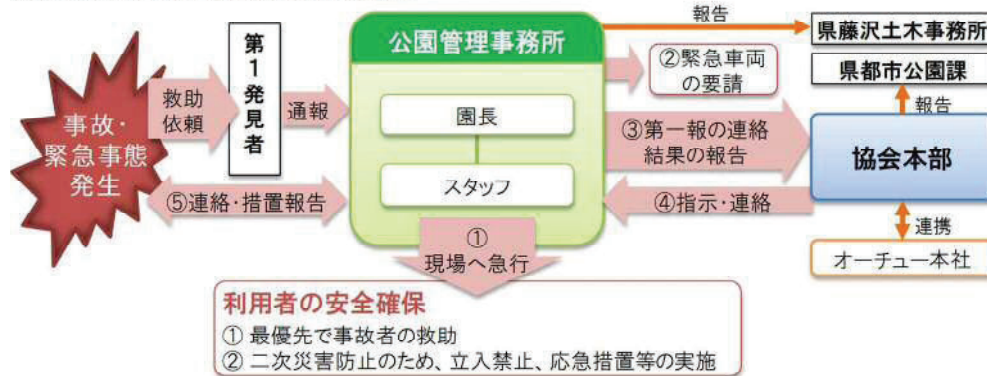 報告
県藤沢土木事務所
公園管理事務所
第1発見者
②緊急車両
の要請
県都市公園課
報告
救助
依頼
通報
園長
事故・
緊急事態
発生
③第一報の連絡
結果の報告
協会本部
スタッフ
⑤連絡・措置報告
④指示・連絡
連携
①
現場へ急行
オーチュー本社
利用者の安全確保
① 最優先で事故者の救助
② 二次災害防止のため、立入禁止、応急措置等の実施